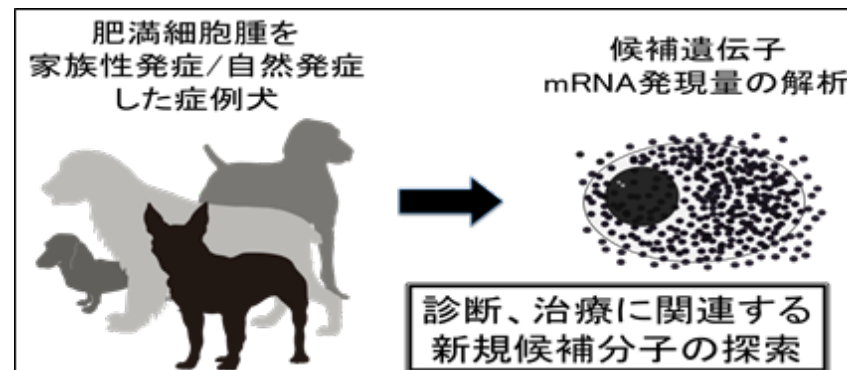 肥満細胞腫を
家族性発症/自然発症
した症例犬
候補遺伝子
mRNA発現量の解析
診断、治療に関連する
新規候補分子の探索